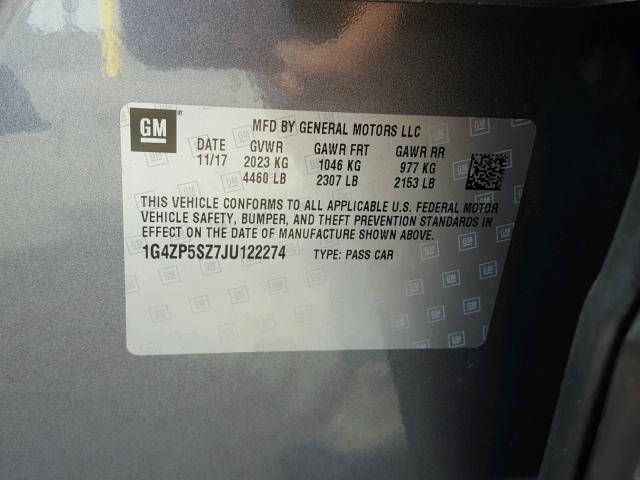 GM
MFD BY GENERAL MOTORS LLC
DATE GVWR GAWR FRT GAWR RR
11/17 2023 KG 1046 KG 977 KG
4460 LB 2307 LB 2153 LB
THIS VEHICLE CONFORMS TO ALL APPLICABLE U.S. FEDERAL MOTOR
VEHICLE SAFETY, BUMPER, AND THEFT PREVENTION STANDARDS IN
EFFECT ON THE DATE OF MANUFACTURE SHOWN ABOVE.
1G4ZP5SZ7JU122274 TYPE: PASS CAR